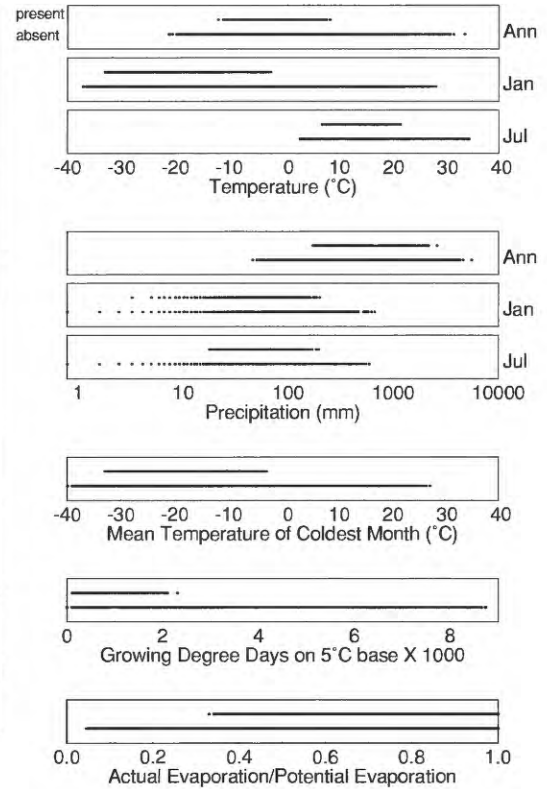 present
absent
Ann
Jan
Jul
-40 -30 -20 -10 0 10 20 30 40
Temperature (°C)
Ann
Jan
Jul
1 10 100 1000 10000
Precipitation (mm)
-40 -30 -20 -10 0 10 20 30 40
Mean Temperature of Coldest Month (°C)
0 2 4 6 8
Growing Degree Days on 5°C base X 1000
0.0 0.2 0.4 0.6 0.8 1.0
Actual Evaporation/Potential Evaporation